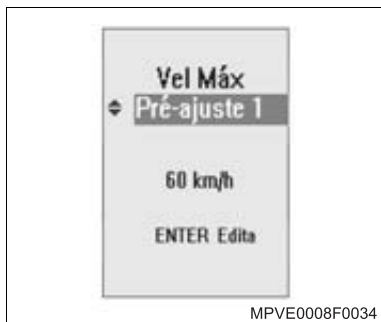 Vel Máx
Pré-ajuste 1
60 km/h
ENTER Edita
MPVE0008F0034